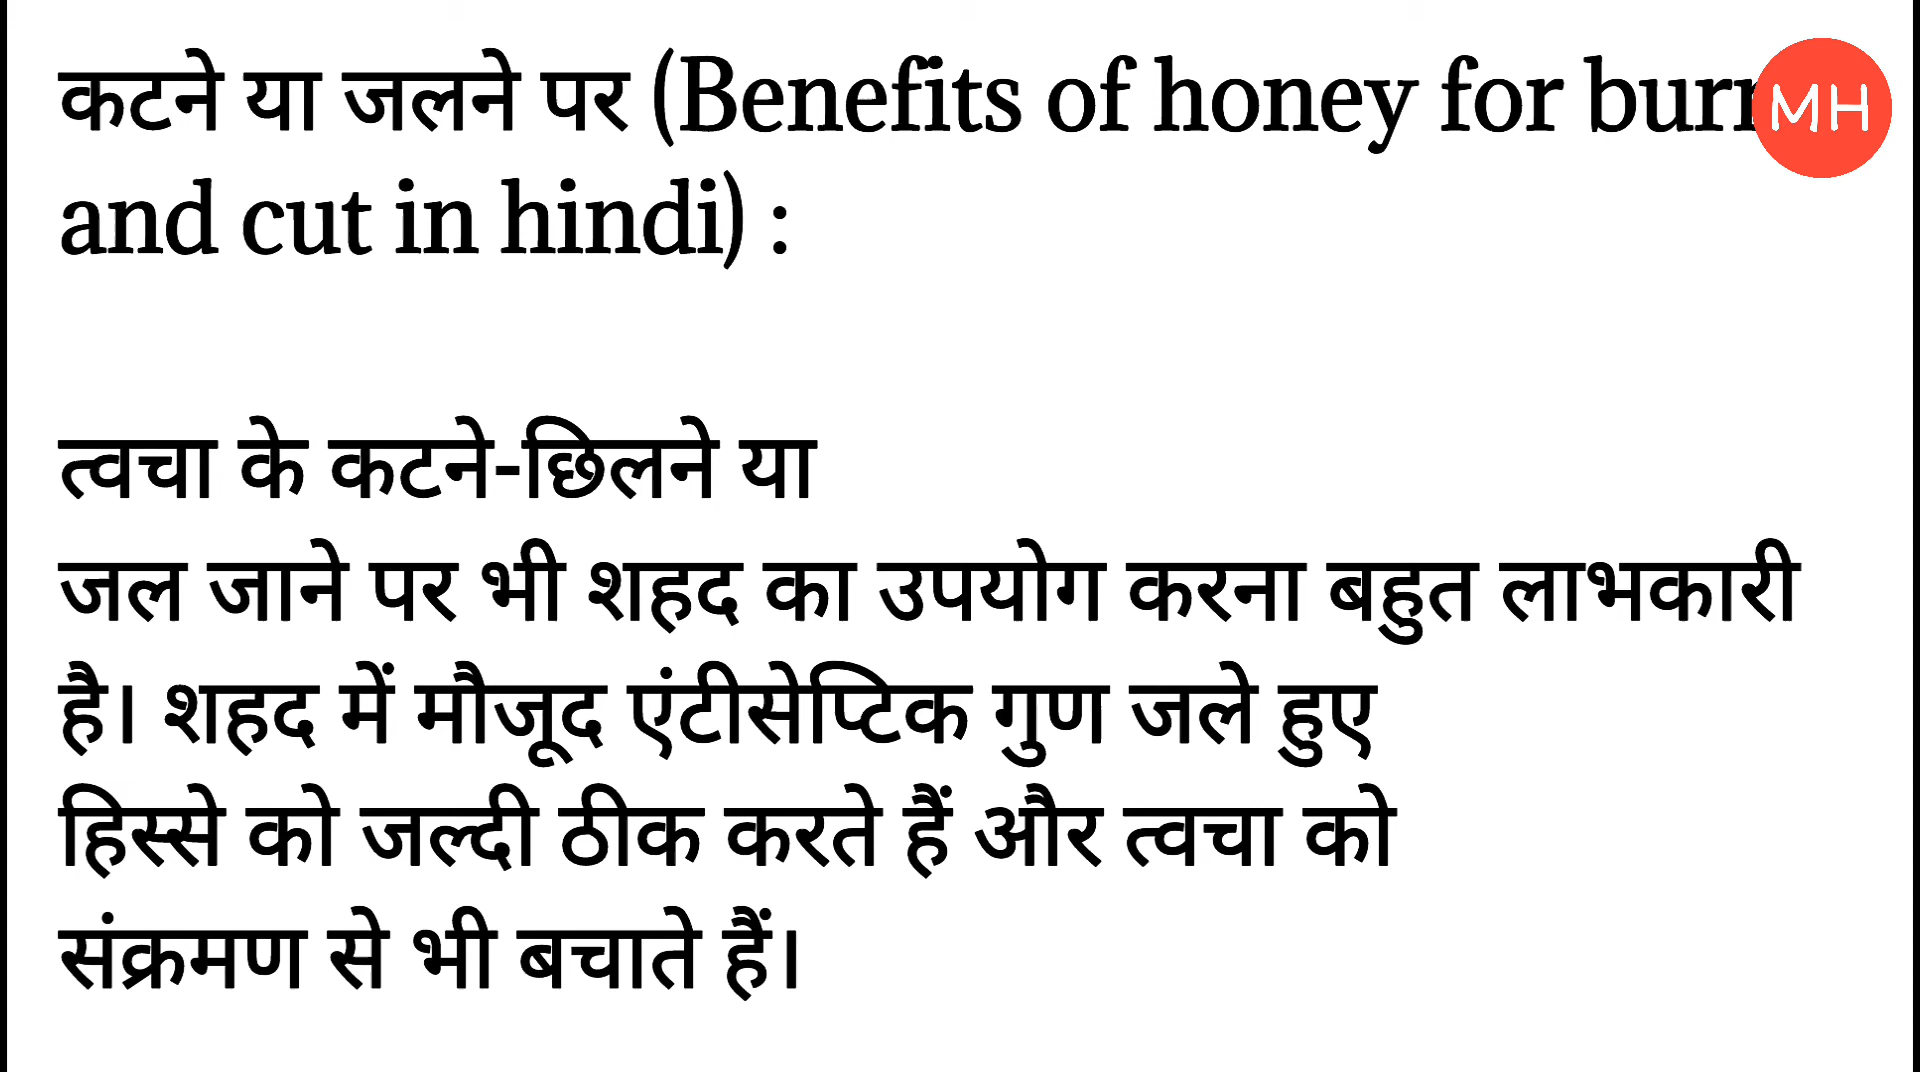 कटने या जलने पर (Benefits of honey for
MH
and cut in hindi) :
त्वचा के कटने-छिलने या
जल जाने पर भी शहद का उपयोग करना बहुत लाभकारी
है। शहद में मौजूद एंटीसेप्टिक गुण जले हुए
हिस्से को जल्दी ठीक करते हैं और त्वचा को
संक्रमण से भी बचाते हैं।